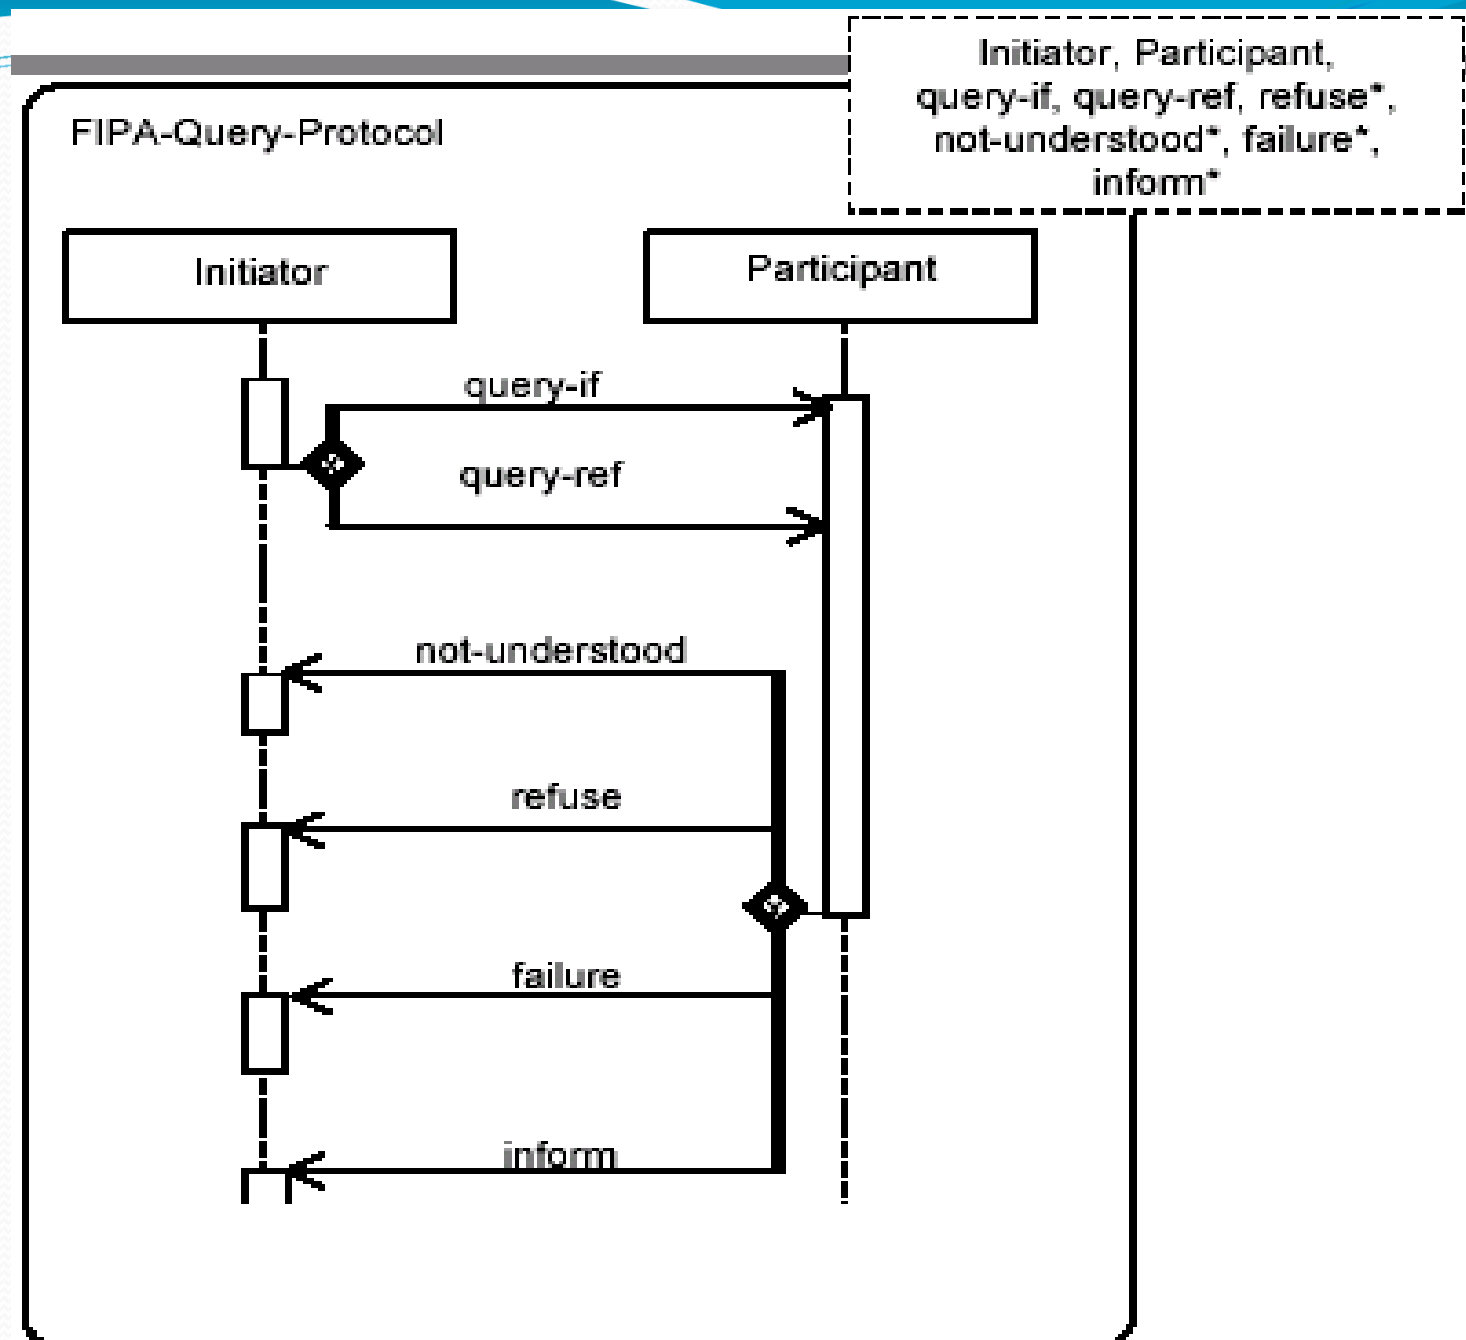 Initiator, Participant,
query-if, query-ref, refuse*,
not-understood*, failure*,
inform*
FIPA-Query-Protocol
Initiator
Participant
query-if
query-ref
not-understood
refuse
failure
inform